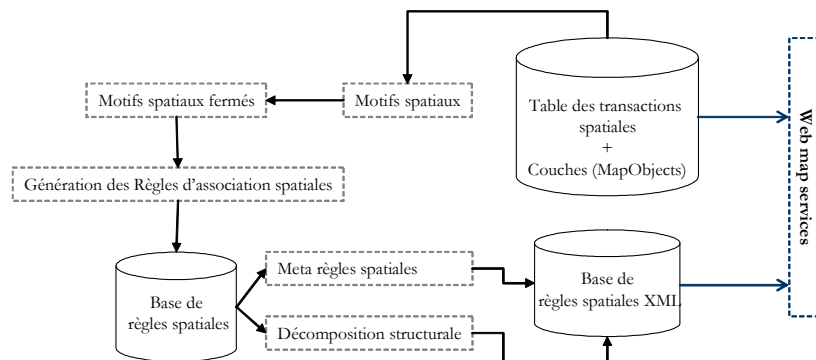 Motifs spatiaux fermés
Motifs spatiaux
Table des transactions
spatiales
+
Couches (MapObjects)
Web map services
Génération des Règles d'association spatiales
Meta règles spatiales
Base de
règles spatiales XML
Base de
règles spatiales
Décomposition structurale